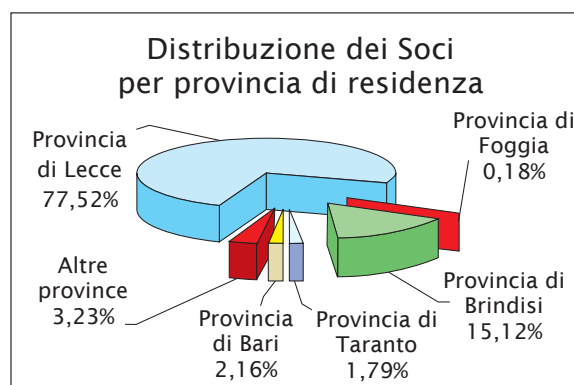 Distribuzione dei Soci
per provincia di residenza
Provincia
di Lecce
77,52%
Provincia di
Foggia
0,18%
Altre
province
3,23%
Provincia
di Bari
2,16%
Provincia di
Taranto
1,79%
Provincia di
Brindisi
15,12%